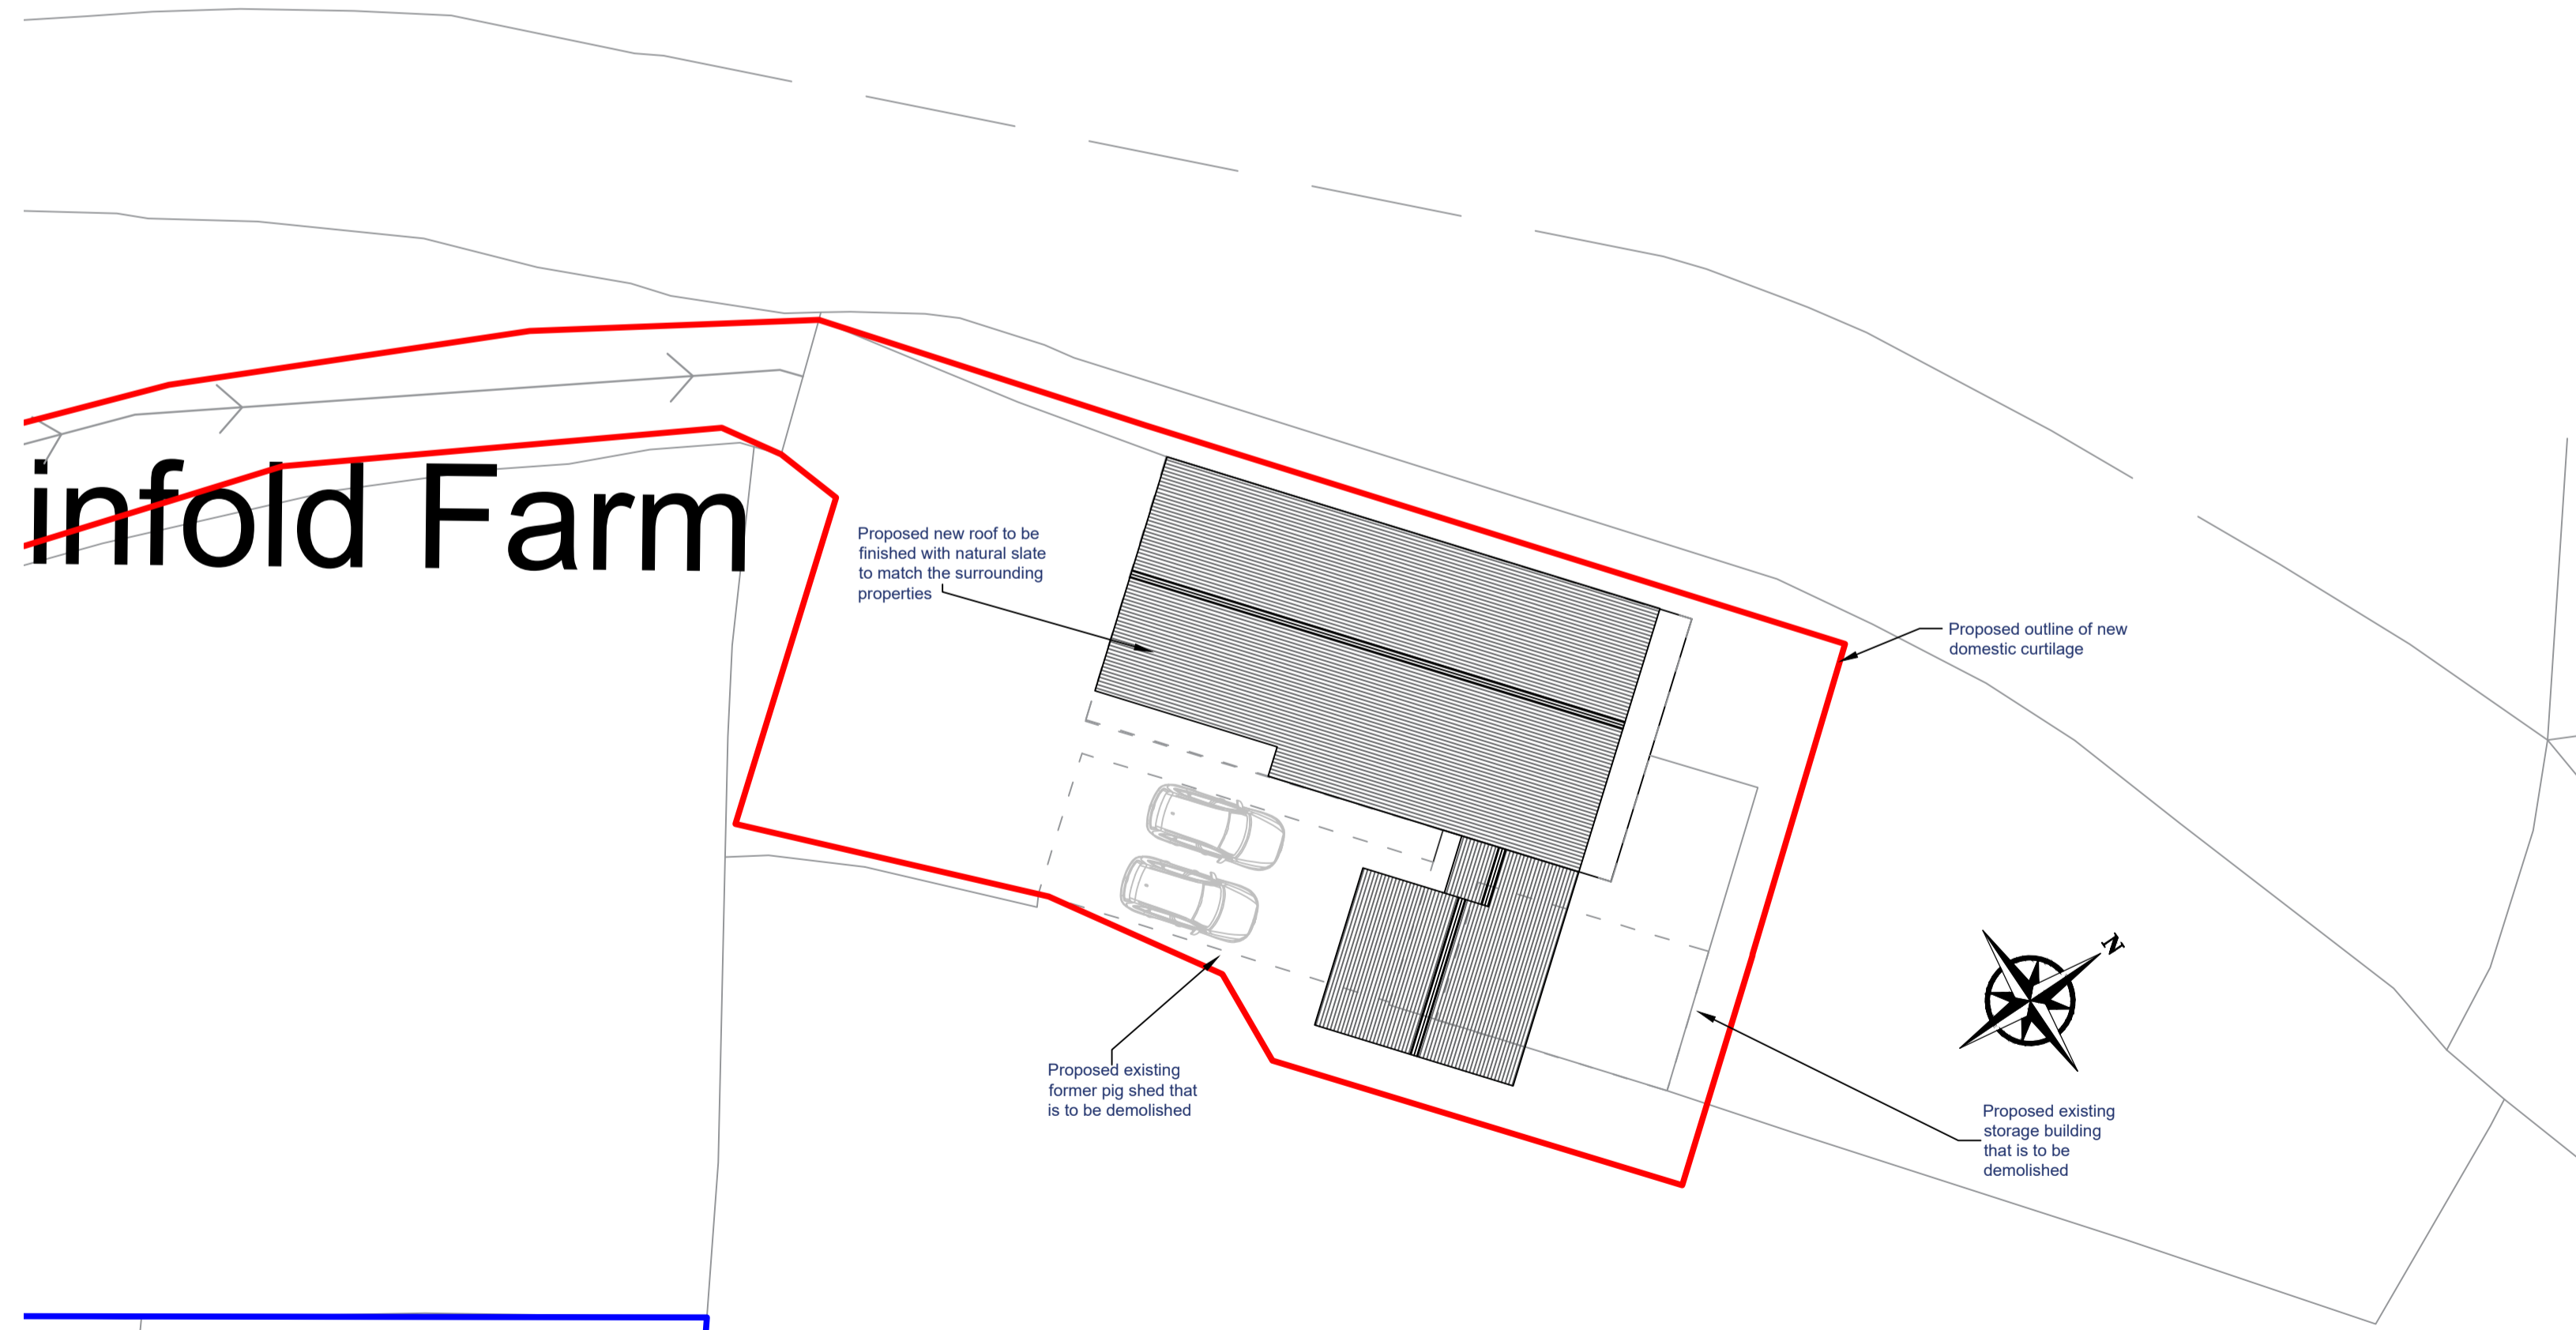 infold Farm
Proposed new roof to be
finished with natural slate
to match the surrounding
properties
Proposed outline of new
domestic curtilage
N
Proposed existing
former pig shed that
is to be demolished
Proposed existing
storage building
that is to be
demolished